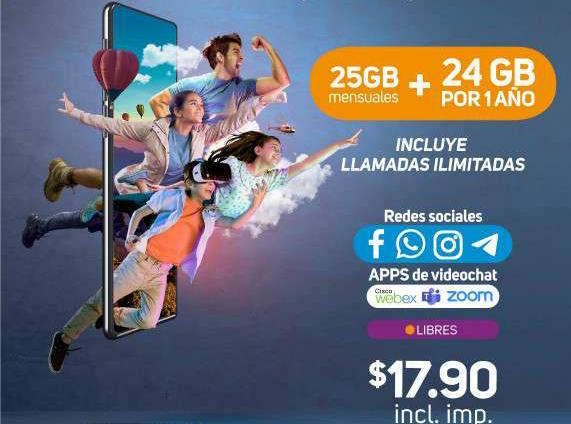 25GB
mensuales
+
24 GB
POR 1 AÑO
INCLUYE
LLAMADAS ILIMITADAS
Redes sociales
APPS de videochat
Cisco
webex
zoom
LIBRES
$17.90
incl. imp.